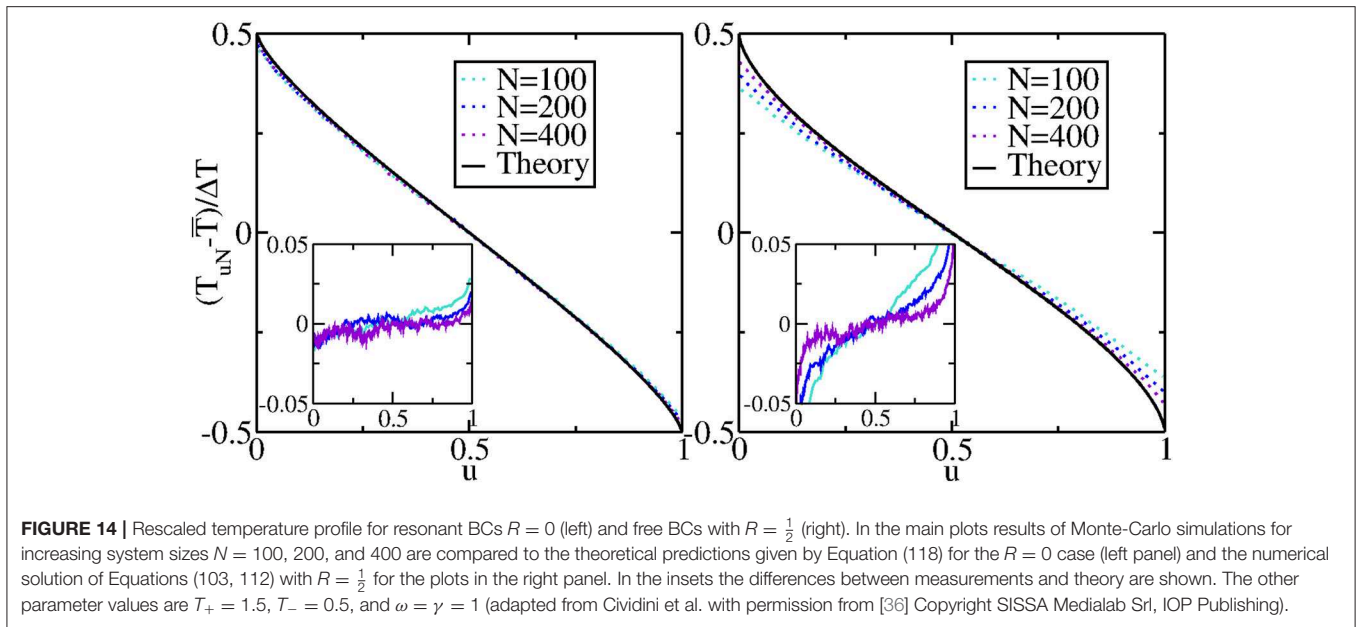 0.5
0.5
N=100
N=200
N=400
Theory
N=100
N=200
N=400
Theory
(T_uN-T̅)/ΔT
0
0
0.05
0
-0.05
0 0.5 1
0.05
0
-0.05
0 0.5 1
-0.5
-0.5
0 0.5 1
0 0.5 1
u
u
FIGURE 14 | Rescaled temperature profile for resonant BCs R = 0 (left) and free BCs with R = 1/2 (right). In the main plots results of Monte-Carlo simulations for
increasing system sizes N = 100, 200, and 400 are compared to the theoretical predictions given by Equation (118) for the R = 0 case (left panel) and the numerical
solution of Equations (103, 112) with R = 1/2 for the plots in the right panel. In the insets the differences between measurements and theory are shown. The other
parameter values are T₊ = 1.5, T₋ = 0.5, and ω = γ = 1 (adapted from Cividini et al. with permission from [36] Copyright SISSA Medialab Srl, IOP Publishing).